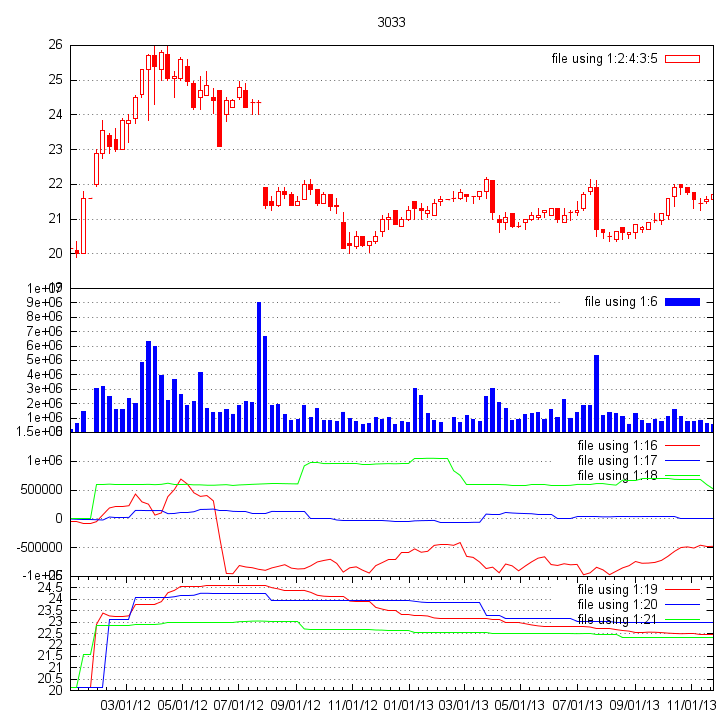 3033
26
file using 1:2:4:3:5
25
24
23
22
21
20
19
1e+07
file using 1:6
9e+06
8e+06
7e+06
6e+06
5e+06
4e+06
3e+06
2e+06
1e+06
0
1.5e+06
file using 1:16
1e+06
file using 1:17
file using 1:18
500000
0
-500000
-1e+06
25
24.5
file using 1:19
24
file using 1:20
23.5
file using 1:21
23
22.5
22
21.5
21
20.5
20
03/01/12 05/01/12 07/01/12 09/01/12 11/01/12 01/01/13 03/01/13 05/01/13 07/01/13 09/01/13 11/01/13